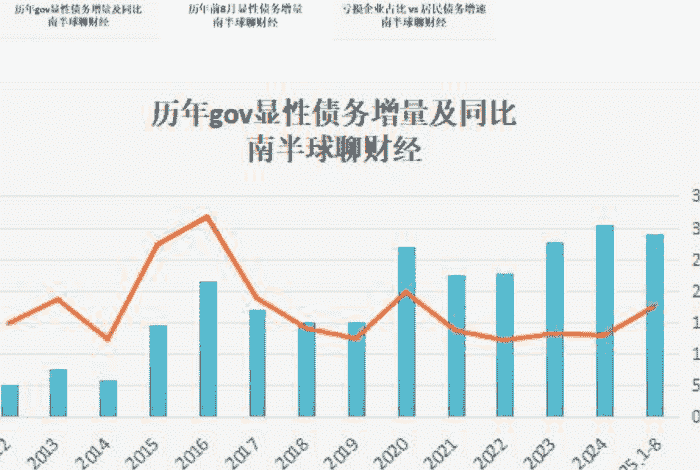 历年gov显性债务增量及同比
南半球聊财经
历年前8月显性债务增量
南半球聊财经
亏损企业占比 vs 居民债务增速
南半球聊财经
历年gov显性债务增量及同比
南半球聊财经
3
3
2
2
1
1
5
0
2
2013
2014
2015
2016
2017
2018
2019
2020
2021
2022
2023
2024
5.1-8